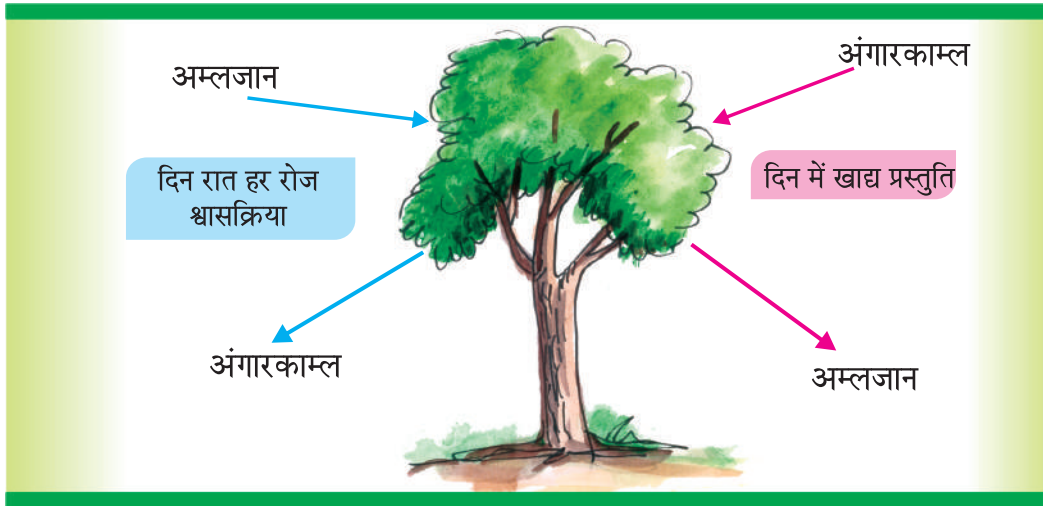 अम्लजान
दिन रात हर रोज
श्वासक्रिया
अंगारकाम्ल
अंगारकाम्ल
दिन में खाद्य प्रस्तुति
अम्लजान